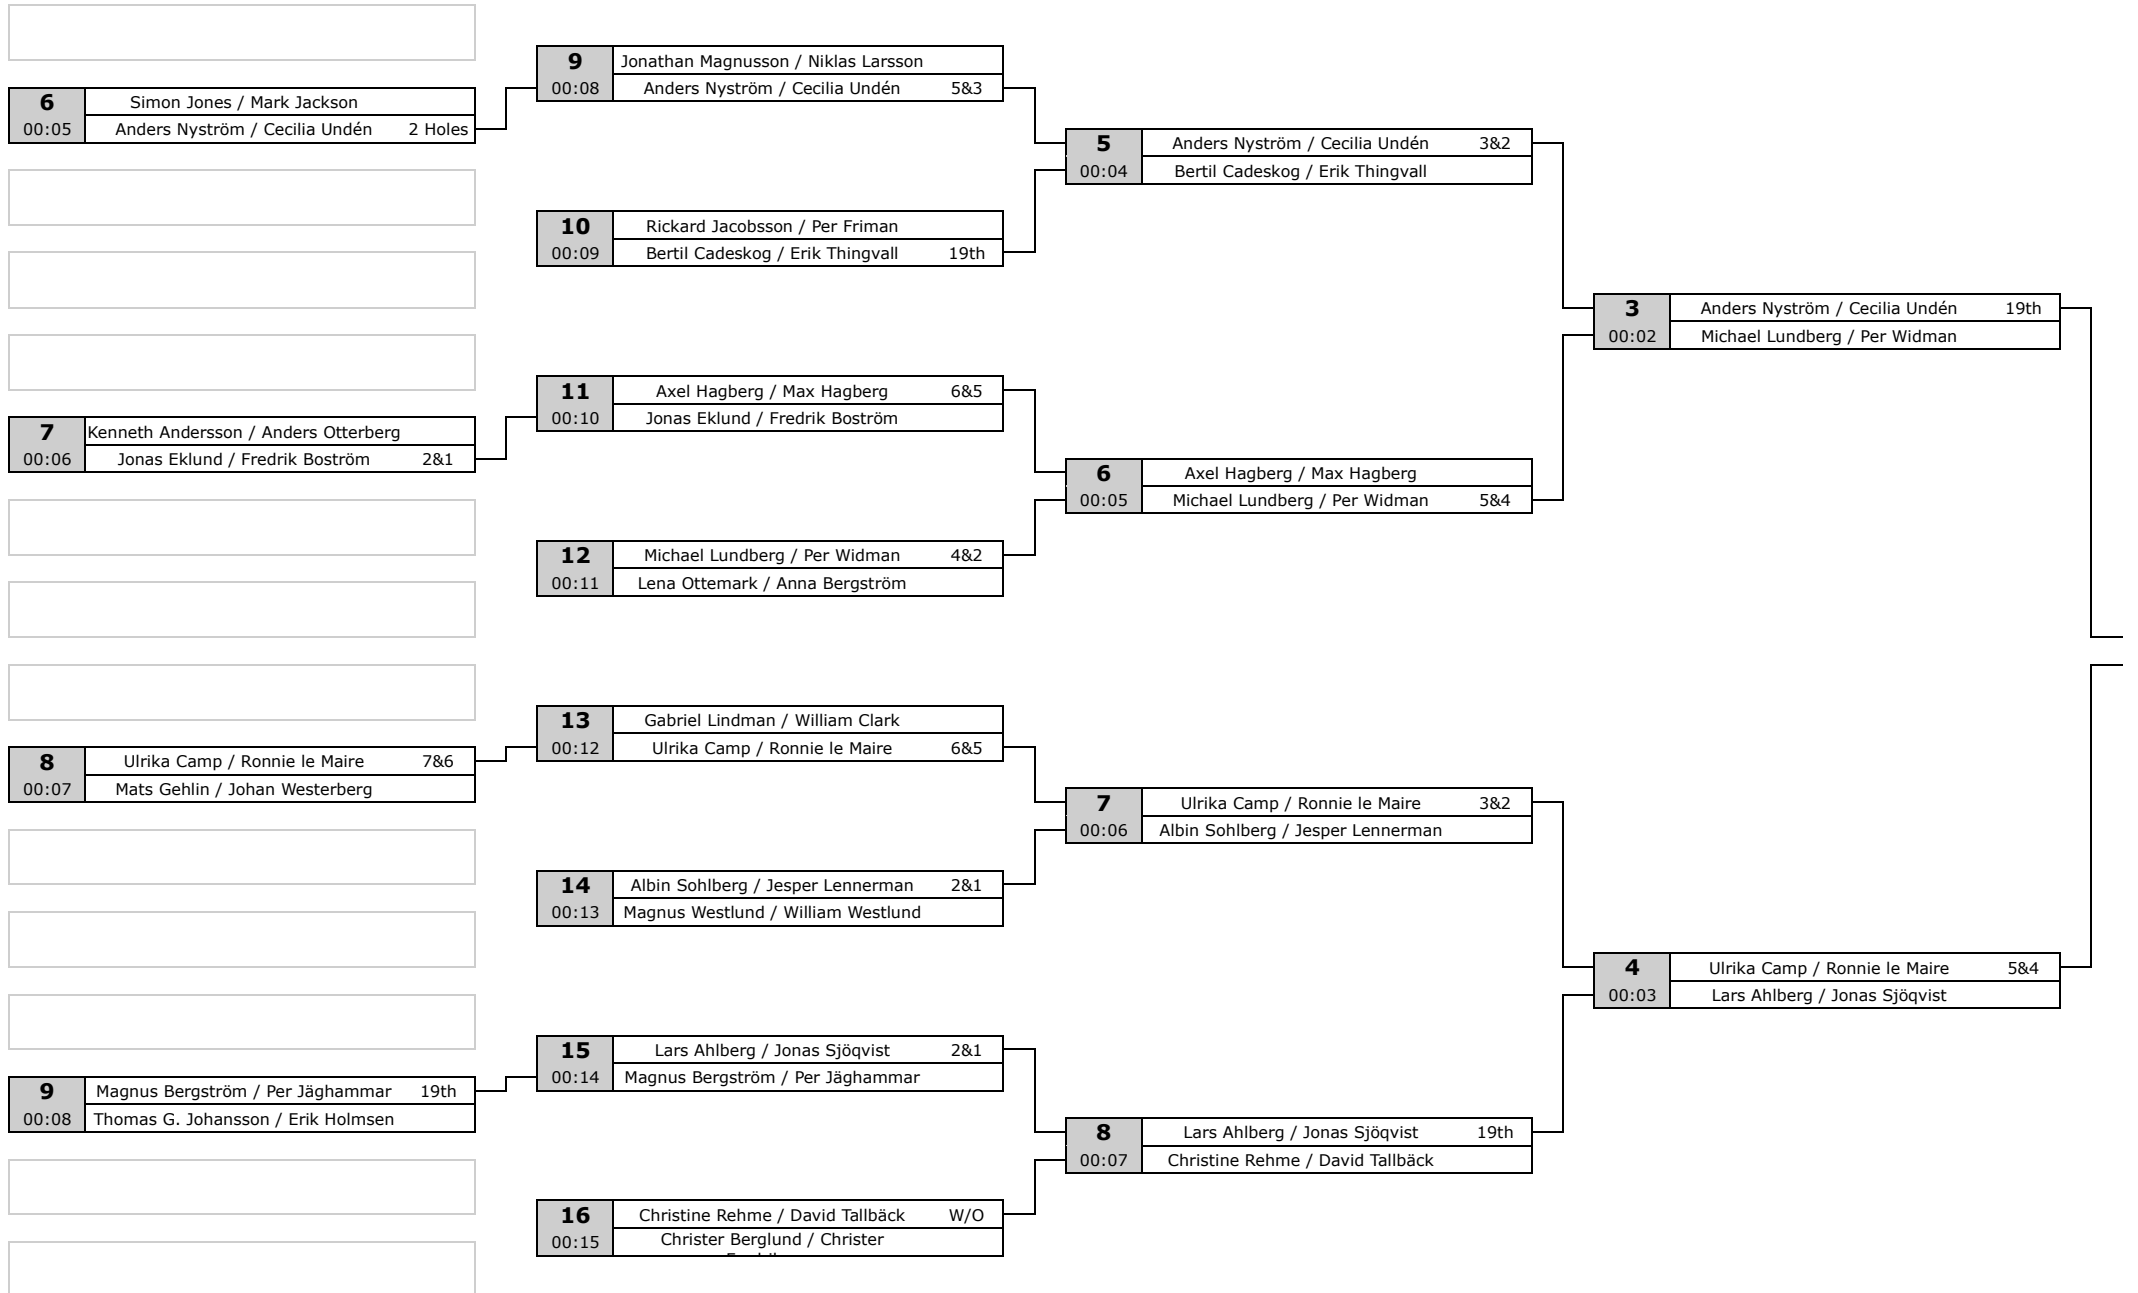 6 Simon Jones / Mark Jackson
00:05 Anders Nyström / Cecilia Undén 2 Holes
7 Kenneth Andersson / Anders Otterberg
00:06 Jonas Eklund / Fredrik Boström 2&1
8 Ulrika Camp / Ronnie le Maire 7&6
00:07 Mats Gehlin / Johan Westerberg
9 Magnus Bergström / Per Jäghammar 19th
00:08 Thomas G. Johansson / Erik Holmsen
9 Jonathan Magnusson / Niklas Larsson
00:08 Anders Nyström / Cecilia Undén 5&3
10 Rickard Jacobsson / Per Friman
00:09 Bertil Cadeskog / Erik Thingvall 19th
11 Axel Hagberg / Max Hagberg 6&5
00:10 Jonas Eklund / Fredrik Boström
12 Michael Lundberg / Per Widman 4&2
00:11 Lena Ottemark / Anna Bergström
13 Gabriel Lindman / William Clark
00:12 Ulrika Camp / Ronnie le Maire 6&5
14 Albin Sohlberg / Jesper Lennerman 2&1
00:13 Magnus Westlund / William Westlund
15 Lars Ahlberg / Jonas Sjöqvist 2&1
00:14 Magnus Bergström / Per Jäghammar
16 Christine Rehme / David Tallbäck W/O
00:15 Christer Berglund / Christer
5 Anders Nyström / Cecilia Undén 3&2
00:04 Bertil Cadeskog / Erik Thingvall
6 Axel Hagberg / Max Hagberg
00:05 Michael Lundberg / Per Widman 5&4
7 Ulrika Camp / Ronnie le Maire 3&2
00:06 Albin Sohlberg / Jesper Lennerman
8 Lars Ahlberg / Jonas Sjöqvist 19th
00:07 Christine Rehme / David Tallbäck
3 Anders Nyström / Cecilia Undén 19th
00:02 Michael Lundberg / Per Widman
4 Ulrika Camp / Ronnie le Maire 5&4
00:03 Lars Ahlberg / Jonas Sjöqvist